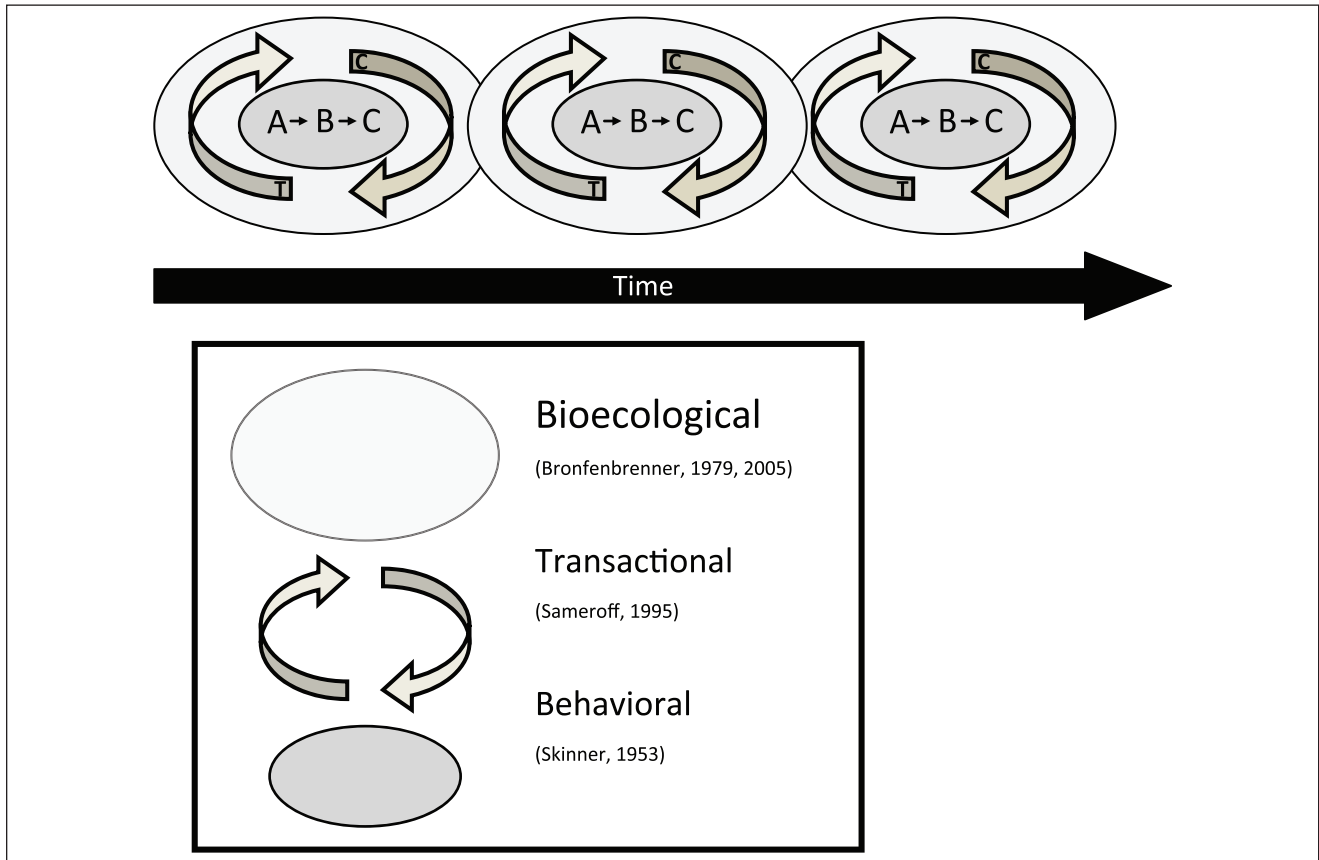 C C C
A→B→C A→B→C A→B→C
T T T
Time
Bioecological
(Bronfenbrenner, 1979, 2005)
Transactional
(Sameroff, 1995)
Behavioral
(Skinner, 1953)